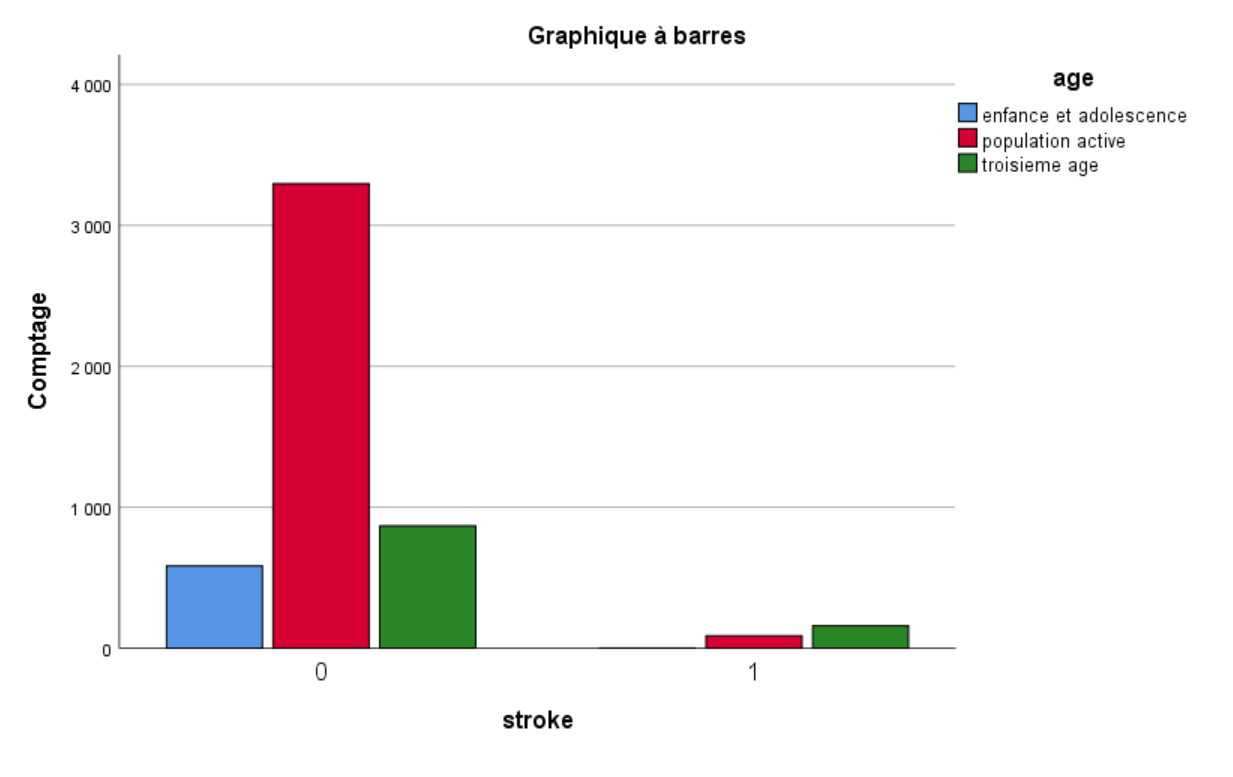 Graphique à barres
age
enfance et adolescence
population active
troisieme age
Comptage
4 000
3 000
2 000
1 000
0
0
1
stroke